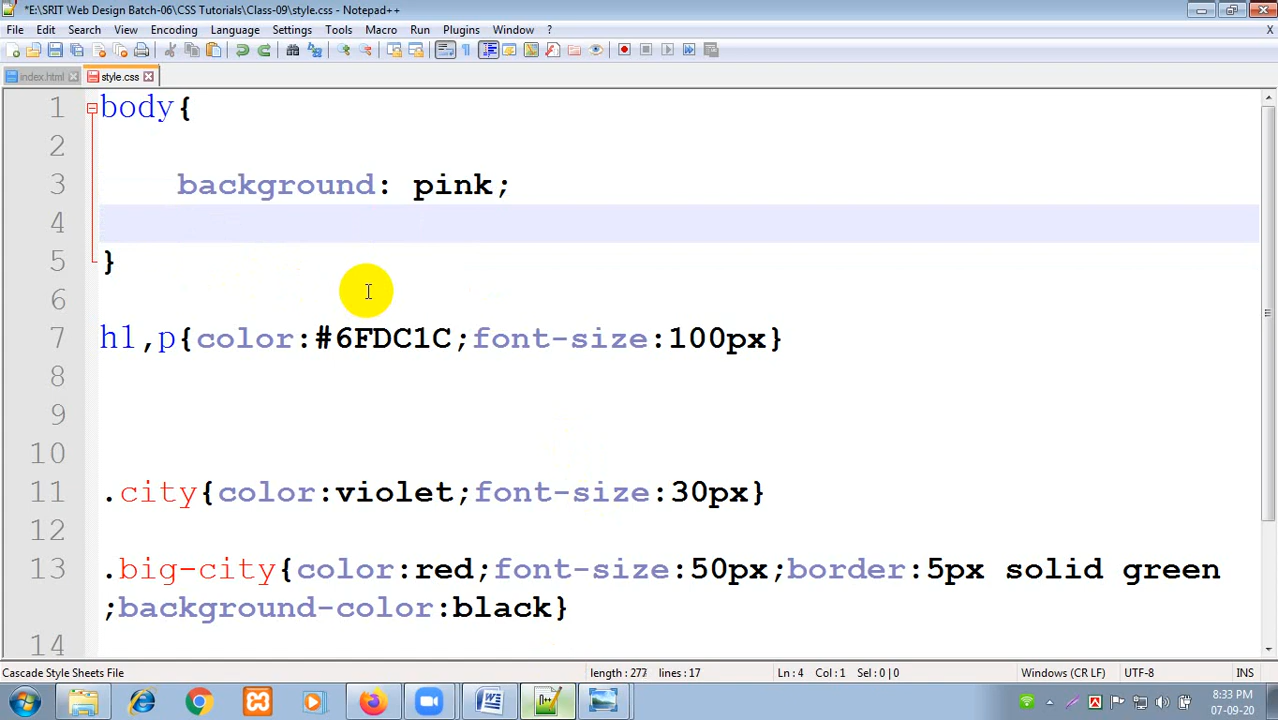 *E:\SRIT Web Design Batch-06\CSS Tutorials\Class-09\style.css - Notepad++
File Edit Search View Encoding Language Settings Tools Macro Run Plugins Window ? X
index.html style.css
1 body{
2
3 background: pink;
4
5 }
6
7 h1,p{color:#6FDC1C;font-size:100px}
8
9
10
11 .city{color:violet;font-size:30px}
12
13 .big-city{color:red;font-size:50px;border:5px solid green
;background-color:black}
14
Cascade Style Sheets File length : 277 lines : 17 Ln : 4 Col : 1 Sel : 0 | 0 Windows (CR LF) UTF-8 INS
8:33 PM
07-09-20